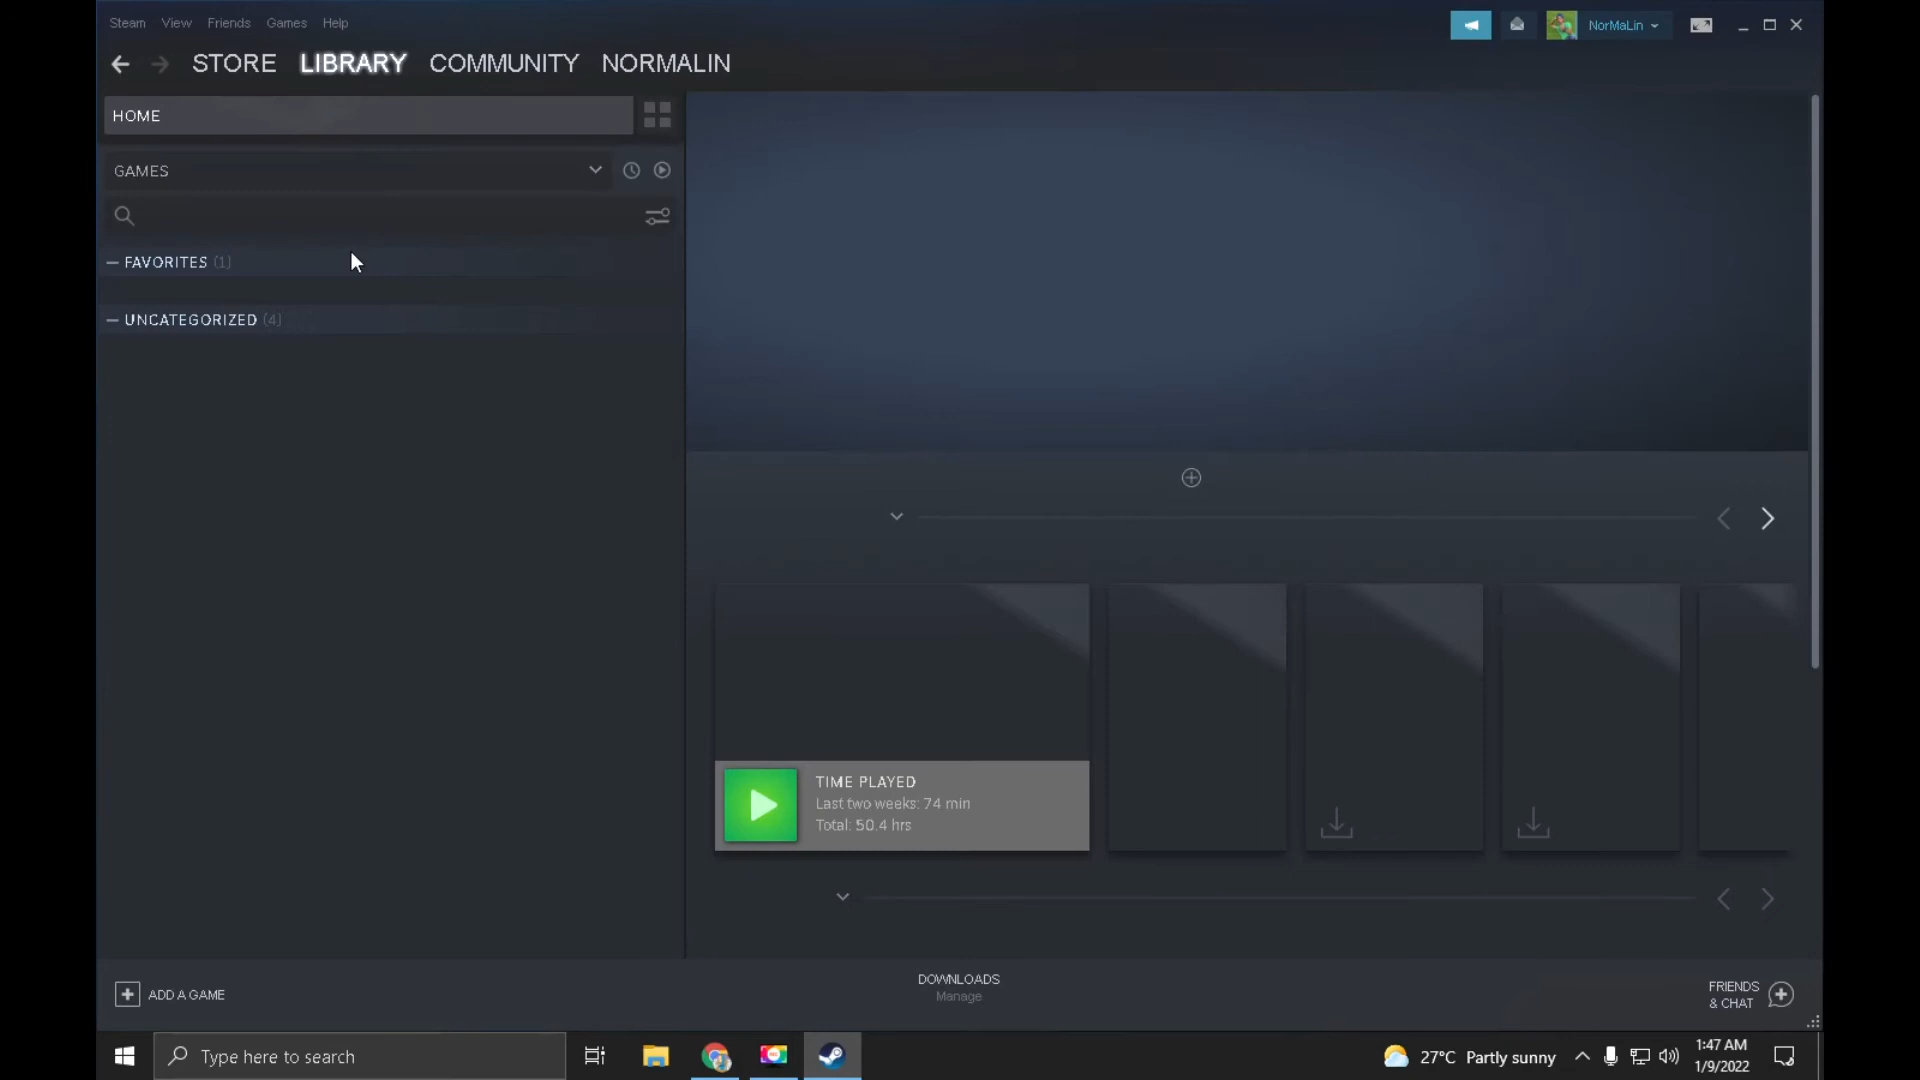 Steam View Friends Games Help
NorMaLin
STORE LIBRARY COMMUNITY NORMALIN
HOME
GAMES
FAVORITES (1)
UNCATEGORIZED (4)
TIME PLAYED
Last two weeks: 74 min
Total: 50.4 hrs
ADD A GAME
DOWNLOADS
Manage
FRIENDS
& CHAT
Type here to search
27°C Partly sunny
1:47 AM
1/9/2022